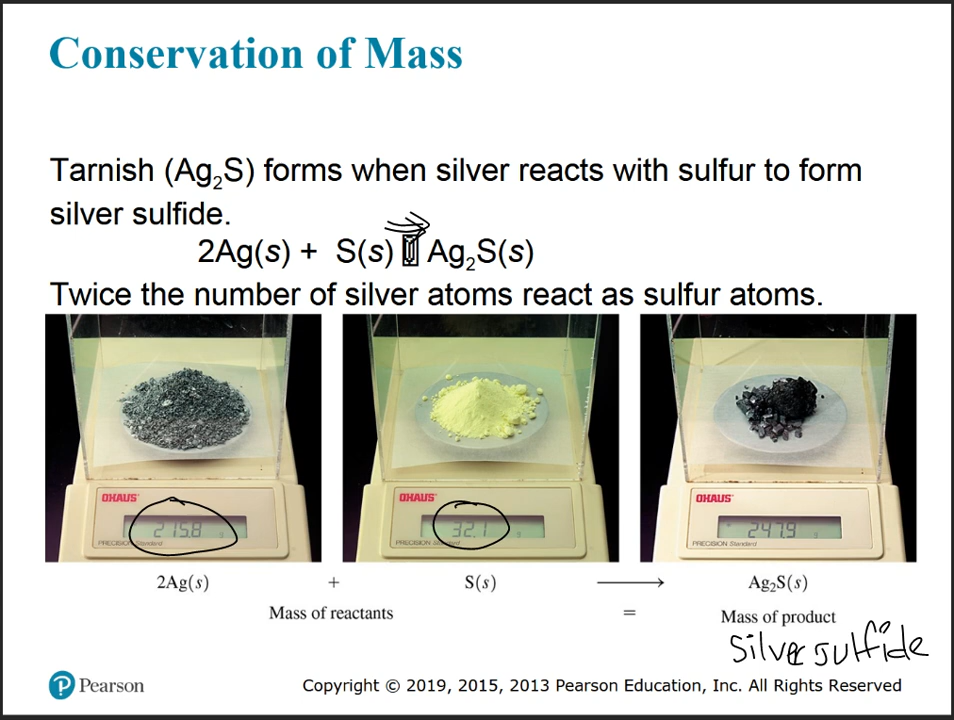 Conservation of Mass
Tarnish (Ag₂S) forms when silver reacts with sulfur to form
silver sulfide.
2Ag(s) + S(s) ⇒ Ag₂S(s)
Twice the number of silver atoms react as sulfur atoms.
OHAUS OHAUS OHAUS
215.8 32.1 247.9
PRECISION Standard PRECISION Standard PRECISION Standard
2Ag(s) + S(s) ⟶ Ag₂S(s)
Mass of reactants = Mass of product
silver sulfide
P Pearson Copyright © 2019, 2015, 2013 Pearson Education, Inc. All Rights Reserved